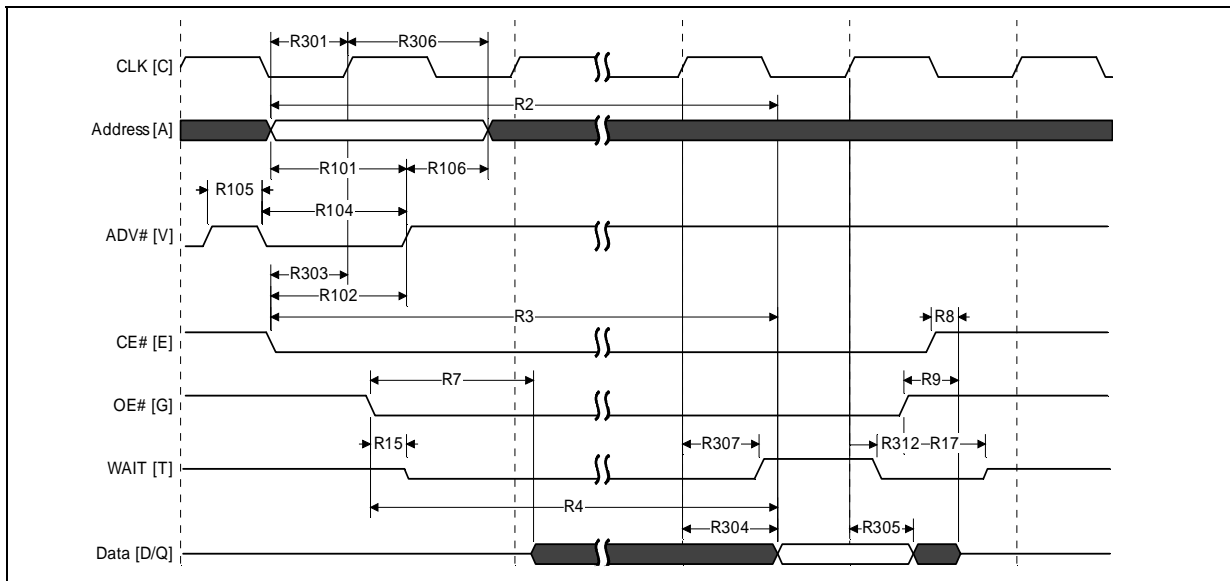 R301 R306
CLK [C]
R2
Address [A]
R101 R106
R105
R104
ADV# [V]
R303
R102
R3
R8
CE# [E]
R7
R9
OE# [G]
R15
R307
R312 R17
WAIT [T]
R4
R304
R305
Data [D/Q]